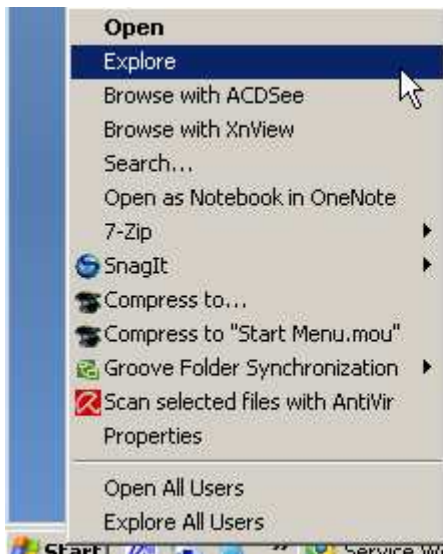 Open
Explore
Browse with ACDSee
Browse with XnView
Search...
Open as Notebook in OneNote
7-Zip
SnagIt
Compress to...
Compress to "Start Menu.mou"
Groove Folder Synchronization
Scan selected files with AntiVir
Properties
Open All Users
Explore All Users
Start Service